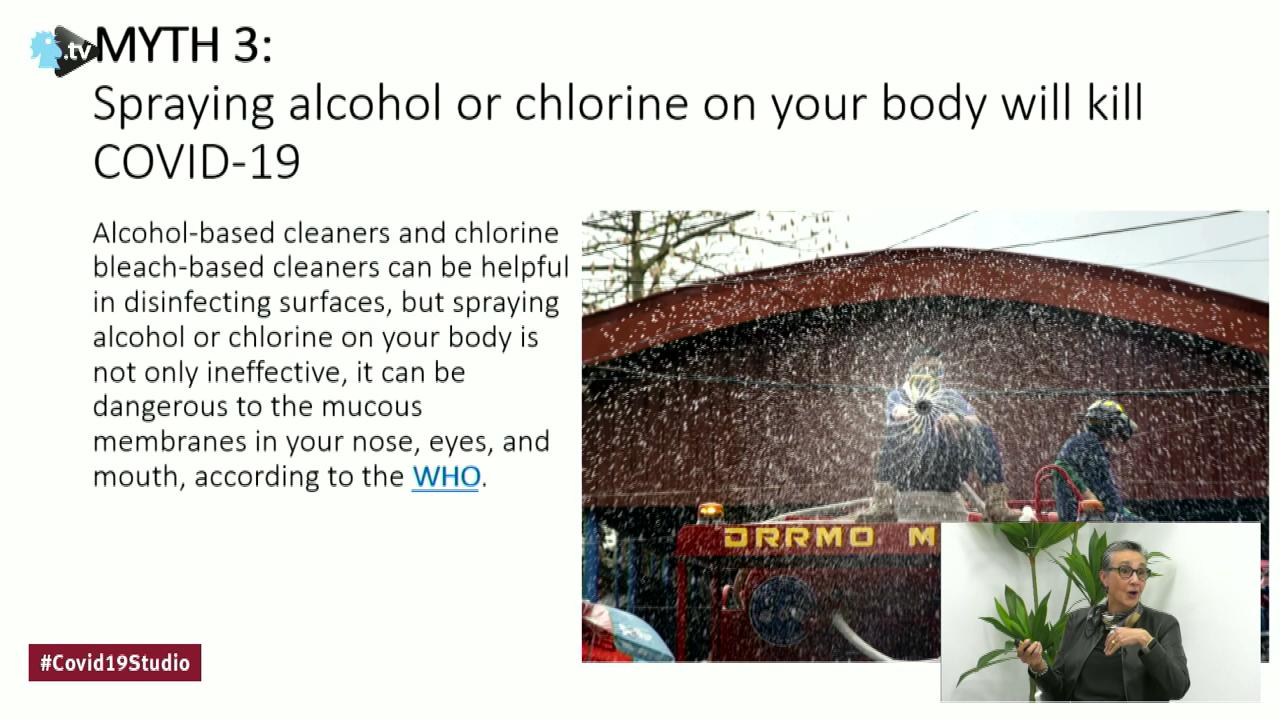 .tv
MYTH 3:
Spraying alcohol or chlorine on your body will kill
COVID-19
Alcohol-based cleaners and chlorine
bleach-based cleaners can be helpful
in disinfecting surfaces, but spraying
alcohol or chlorine on your body is
not only ineffective, it can be
dangerous to the mucous
membranes in your nose, eyes, and
mouth, according to the WHO.
DRRMO M
#Covid19Studio